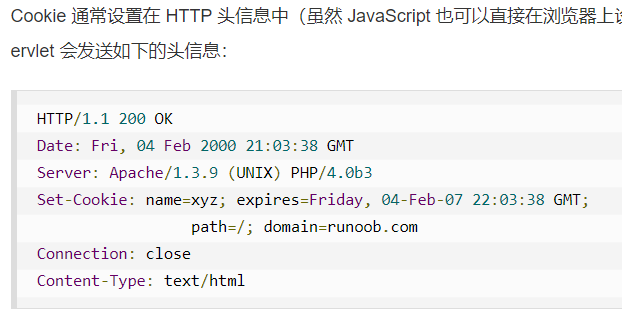 Cookie 通常设置在 HTTP 头信息中（虽然 JavaScript 也可以直接在浏览器上
ervlet 会发送如下的头信息：
HTTP/1.1 200 OK
Date: Fri, 04 Feb 2000 21:03:38 GMT
Server: Apache/1.3.9 (UNIX) PHP/4.0b3
Set-Cookie: name=xyz; expires=Friday, 04-Feb-07 22:03:38 GMT;
path=/; domain=runoob.com
Connection: close
Content-Type: text/html